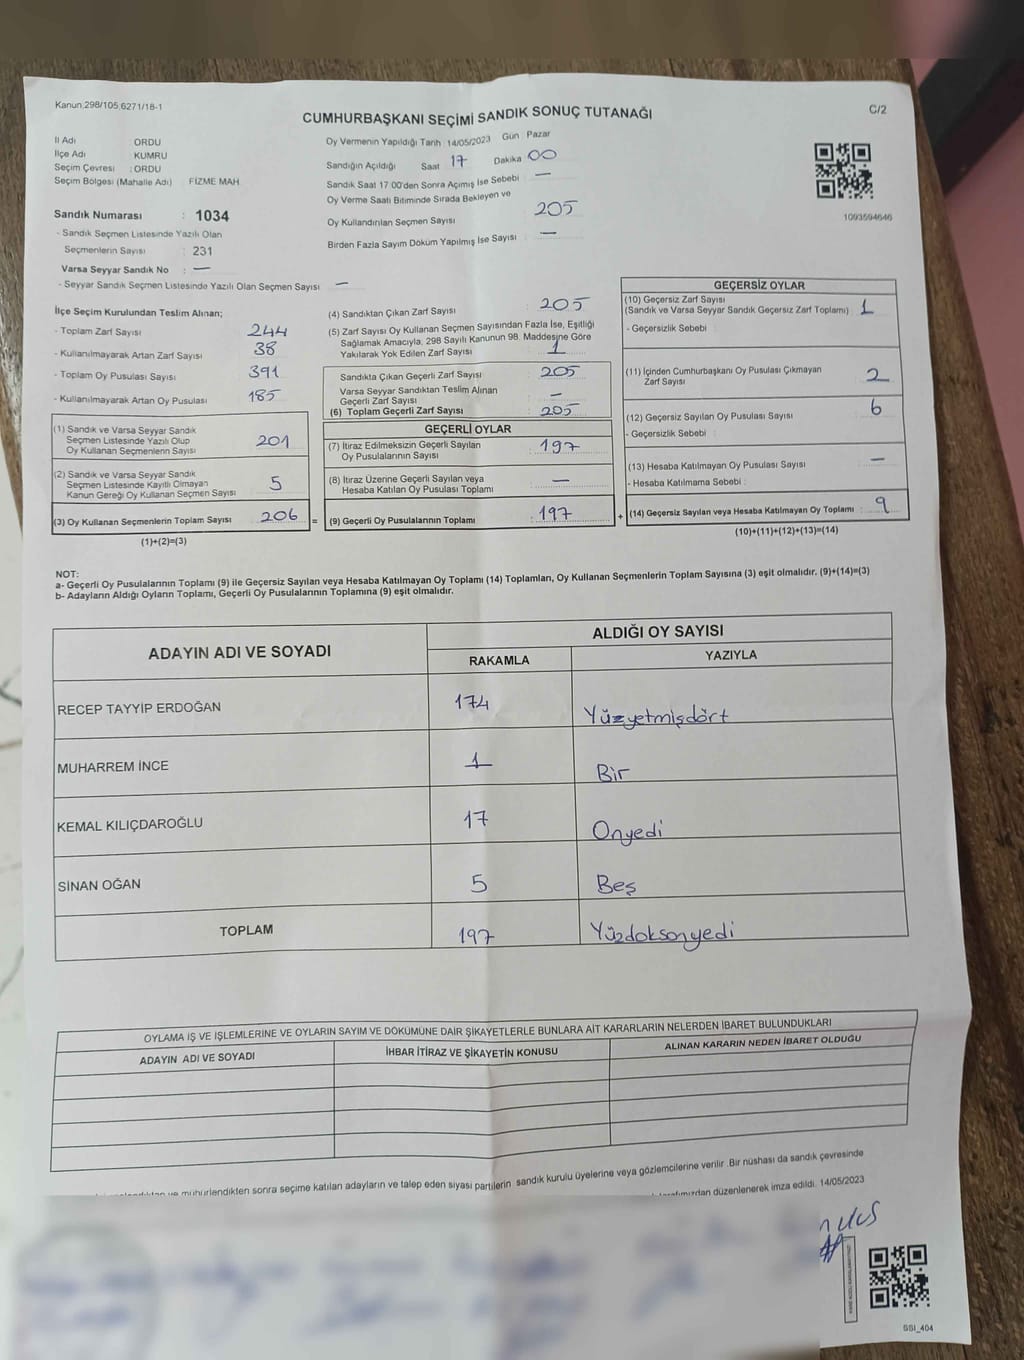 Kanun,298/105,6271/18-1
C/2
CUMHURBAŞKANI SEÇİMİ SANDIK SONUÇ TUTANAĞI
İl Adı : ORDU
İlçe Adı : KUMRU
Seçim Çevresi : ORDU
Seçim Bölgesi (Mahalle Adı) : FİZME MAH.
Sandık Numarası : 1034
- Sandık Seçmen Listesinde Yazılı Olan
Seçmenlerin Sayısı : 231
Varsa Seyyar Sandık No : —
- Seyyar Sandık Seçmen Listesinde Yazılı Olan Seçmen Sayısı : —
Oy Vermenin Yapıldığı Tarih : 14/05/2023 Gün : Pazar
Sandığın Açıldığı Saat 17 Dakika 00
Sandık Saat 17:00'den Sonra Açımış İse Sebebi : —
Oy Verme Saati Bitiminde Sırada Bekleyen ve
Oy Kullandırılan Seçmen Sayısı : 205
Birden Fazla Sayım Döküm Yapılmış İse Sayısı : —
1093594646
İlçe Seçim Kurulundan Teslim Alınan;
- Toplam Zarf Sayısı : 244
- Kullanılmayarak Artan Zarf Sayısı : 38
- Toplam Oy Pusulası Sayısı : 391
- Kullanılmayarak Artan Oy Pusulası : 185
(1) Sandık ve Varsa Seyyar Sandık
Seçmen Listesinde Yazılı Olup
Oy Kullanan Seçmenlerin Sayısı : 201
(2) Sandık ve Varsa Seyyar Sandık
Seçmen Listesinde Kayıtlı Olmayan
Kanun Gereği Oy Kullanan Seçmen Sayısı : 5
(3) Oy Kullanan Seçmenlerin Toplam Sayısı : 206
(1)+(2)=(3)
(4) Sandıktan Çıkan Zarf Sayısı : 205
(5) Zarf Sayısı Oy Kullanan Seçmen Sayısından Fazla İse, Eşitliği
Sağlamak Amacıyla, 298 Sayılı Kanunun 98. Maddesine Göre
Yakılarak Yok Edilen Zarf Sayısı : 1
Sandıkta Çıkan Geçerli Zarf Sayısı : 205
Varsa Seyyar Sandıktan Teslim Alınan
Geçerli Zarf Sayısı : —
(6) Toplam Geçerli Zarf Sayısı : 205
GEÇERLİ OYLAR
(7) İtiraz Edilmeksizin Geçerli Sayılan
Oy Pusulalarının Sayısı : 197
(8) İtiraz Üzerine Geçerli Sayılan veya
Hesaba Katılan Oy Pusulası Toplamı : —
= (9) Geçerli Oy Pusulalarının Toplamı : 197
GEÇERSİZ OYLAR
(10) Geçersiz Zarf Sayısı
(Sandık ve Varsa Seyyar Sandık Geçersiz Zarf Toplamı) : 1
- Geçersizlik Sebebi :
(11) İçinden Cumhurbaşkanı Oy Pusulası Çıkmayan
Zarf Sayısı : 2
(12) Geçersiz Sayılan Oy Pusulası Sayısı : 6
- Geçersizlik Sebebi :
(13) Hesaba Katılmayan Oy Pusulası Sayısı : —
- Hesaba Katılmama Sebebi :
+ (14) Geçersiz Sayılan veya Hesaba Katılmayan Oy Toplamı : 9
(10)+(11)+(12)+(13)=(14)
NOT:
a- Geçerli Oy Pusulalarının Toplamı (9) ile Geçersiz Sayılan veya Hesaba Katılmayan Oy Toplamı (14) Toplamları, Oy Kullanan Seçmenlerin Toplam Sayısına (3) eşit olmalıdır. (9)+(14)=(3)
b- Adayların Aldığı Oyların Toplamı, Geçerli Oy Pusulalarının Toplamına (9) eşit olmalıdır.
ADAYIN ADI VE SOYADI
ALDIĞI OY SAYISI
RAKAMLA YAZIYLA
RECEP TAYYİP ERDOĞAN 174 Yüzyetmişdört
MUHARREM İNCE 1 Bir
KEMAL KILIÇDAROĞLU 17 Onyedi
SİNAN OĞAN 5 Beş
TOPLAM 197 Yüzdoksanyedi
OYLAMA İŞ VE İŞLEMLERİNE VE OYLARIN SAYIM VE DÖKÜMÜNE DAİR ŞİKAYETLERLE BUNLARA AİT KARARLARIN NELERDEN İBARET BULUNDUKLARI
ADAYIN ADI VE SOYADI İHBAR İTİRAZ VE ŞİKAYETİN KONUSU ALINAN KARARIN NEDEN İBARET OLDUĞU
ve mühürlendikten sonra seçime katılan adayların ve talep eden siyasi partilerin sandık kurulu üyelerine veya gözlemcilerine verilir .Bir nüshası da sandık çevresinde
düzenlenerek imza edildi. 14/05/2023
SSI_404